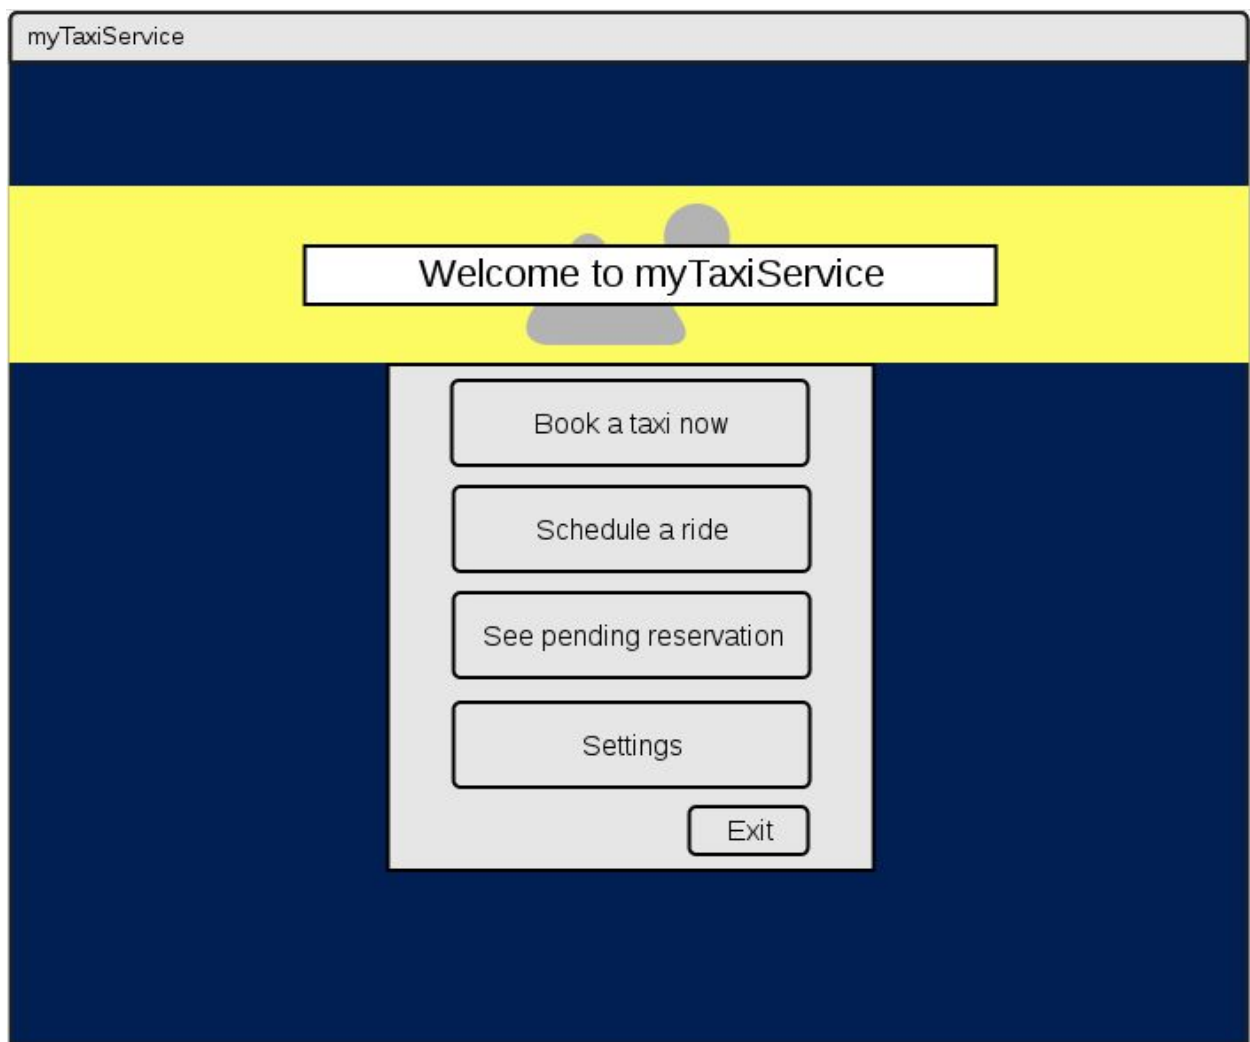 myTaxiService
Welcome to myTaxiService
Book a taxi now
Schedule a ride
See pending reservation
Settings
Exit